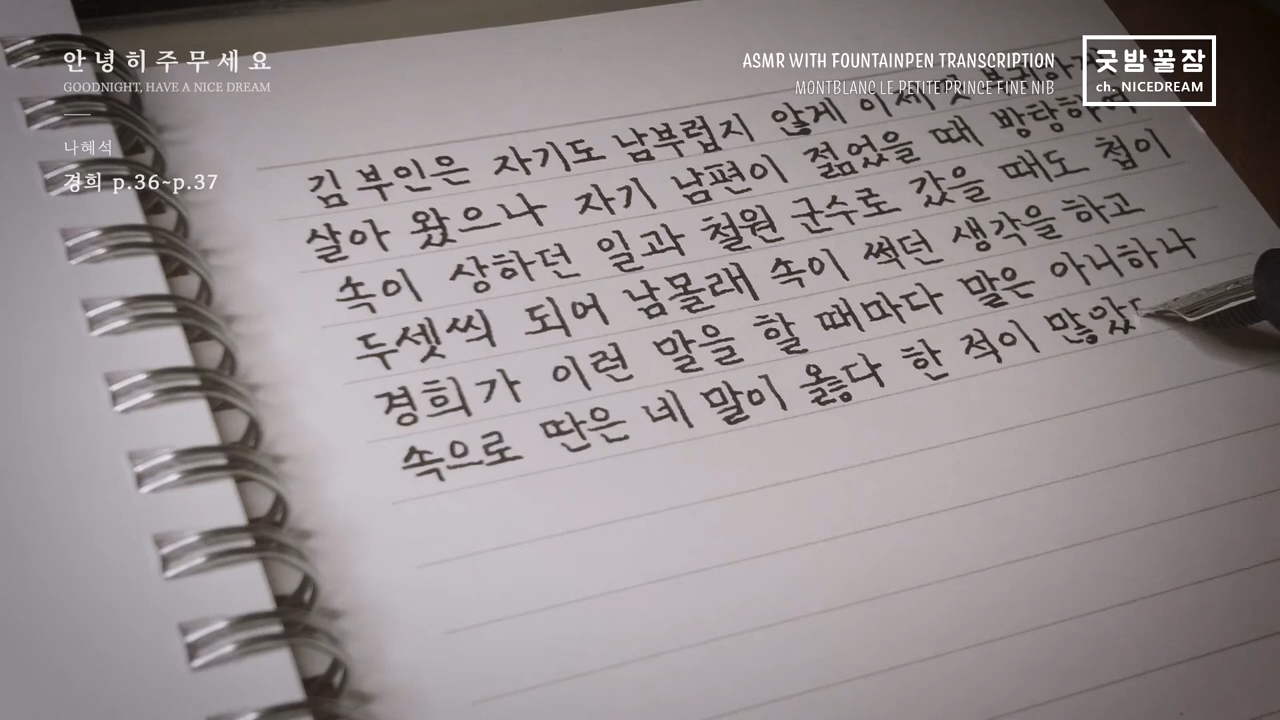 안녕히주무세요
GOODNIGHT, HAVE A NICE DREAM
나혜석
경희 p.36~p.37
ASMR WITH FOUNTAINPEN TRANSCRIPTION
MONTBLANC LE PETITE PRINCE FINE NIB
굿밤꿀잠
ch. NICEDREAM
김부인은 자기도 남부럽지 않게 이제
살아 왔으나 자기 남편이 젊었을 때 방탕하여
속이 상하던 일과 철원 군수로 갔을 때도 첩이
두셋씩 되어 남몰래 속이 썩던 생각을 하고
경희가 이런 말을 할 때마다 말은 아니하나
속으로 딴은 네 말이 옳다 한 적이 많았